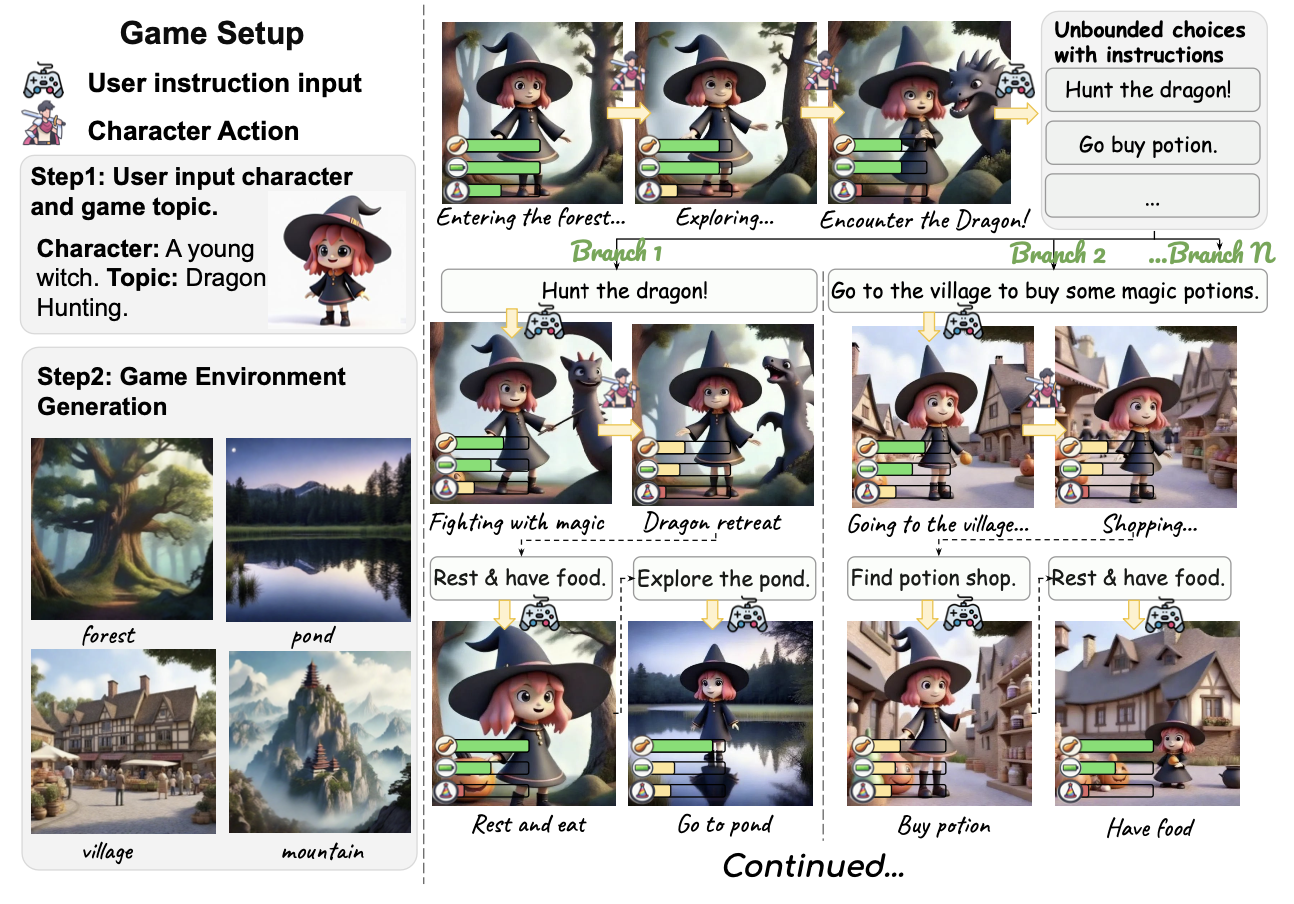 Game Setup
User instruction input
Character Action
Step1: User input character
and game topic.
Character: A young
witch. Topic: Dragon
Hunting.
Step2: Game Environment
Generation
forest
pond
village
mountain
Entering the forest...
Exploring...
Encounter the Dragon!
Unbounded choices
with instructions
Hunt the dragon!
Go buy potion.
...
Branch 1
Branch 2
...Branch N
Hunt the dragon!
Go to the village to buy some magic potions.
Fighting with magic
Dragon retreat
Going to the village...
Shopping...
Rest & have food.
Explore the pond.
Find potion shop.
Rest & have food.
Rest and eat
Go to pond
Buy potion
Have food
Continued...